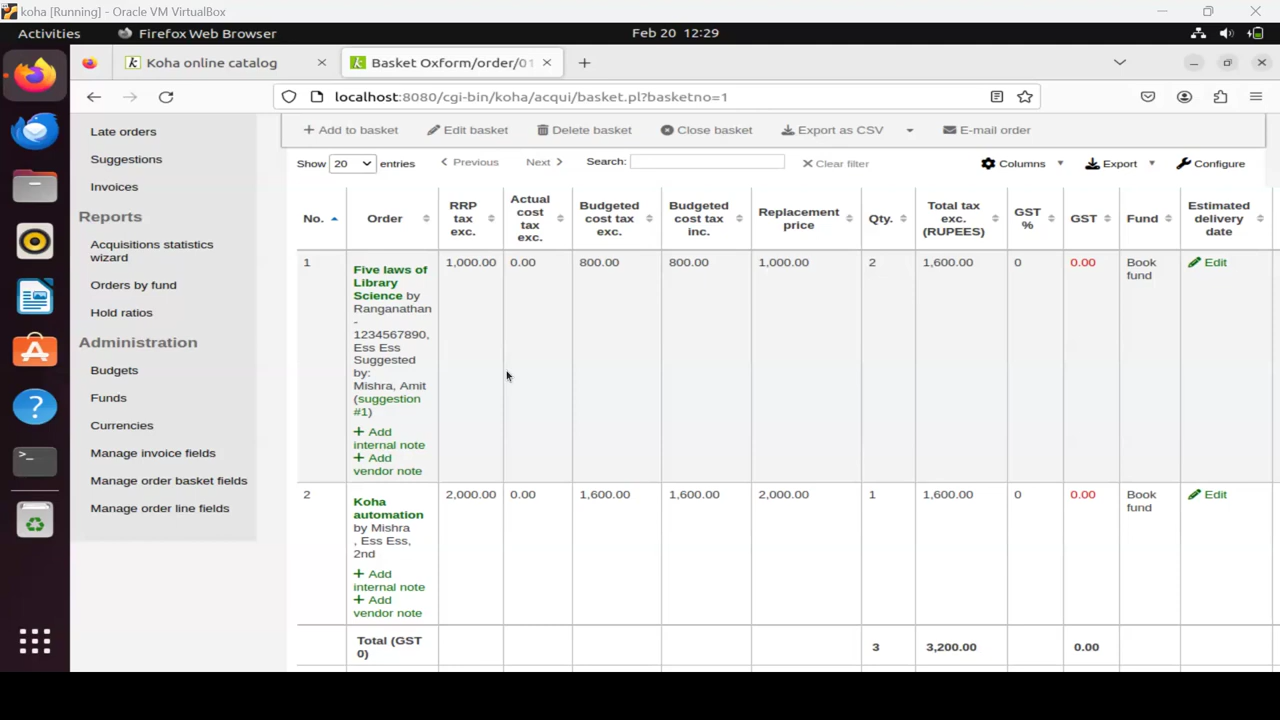 koha [Running] - Oracle VM VirtualBox
Activities Firefox Web Browser Feb 20 12:29
Koha online catalog Basket Oxform/order/01
localhost:8080/cgi-bin/koha/acqui/basket.pl?basketno=1
Late orders
Suggestions
Invoices
Reports
Acquisitions statistics
wizard
Orders by fund
Hold ratios
Administration
Budgets
Funds
Currencies
Manage invoice fields
Manage order basket fields
Manage order line fields
+ Add to basket Edit basket Delete basket Close basket Export as CSV E-mail order
Show 20 entries Previous Next Search: Clear filter Columns Export Configure
No.
Order
RRP
tax
exc.
Actual
cost
tax
exc.
Budgeted
cost tax
exc.
Budgeted
cost tax
inc.
Replacement
price
Qty.
Total tax
exc.
(RUPEES)
GST
%
GST
Fund
Estimated
delivery
date
1
Five laws of
Library
Science by
Ranganathan
-
1234567890,
Ess Ess
Suggested
by:
Mishra, Amit
(suggestion
#1)
+ Add
internal note
+ Add
vendor note
1,000.00
0.00
800.00
800.00
1,000.00
2
1,600.00
0
0.00
Book
fund
Edit
2
Koha
automation
by Mishra
, Ess Ess,
2nd
+ Add
internal note
+ Add
vendor note
2,000.00
0.00
1,600.00
1,600.00
2,000.00
1
1,600.00
0
0.00
Book
fund
Edit
Total (GST
0)
3
3,200.00
0.00